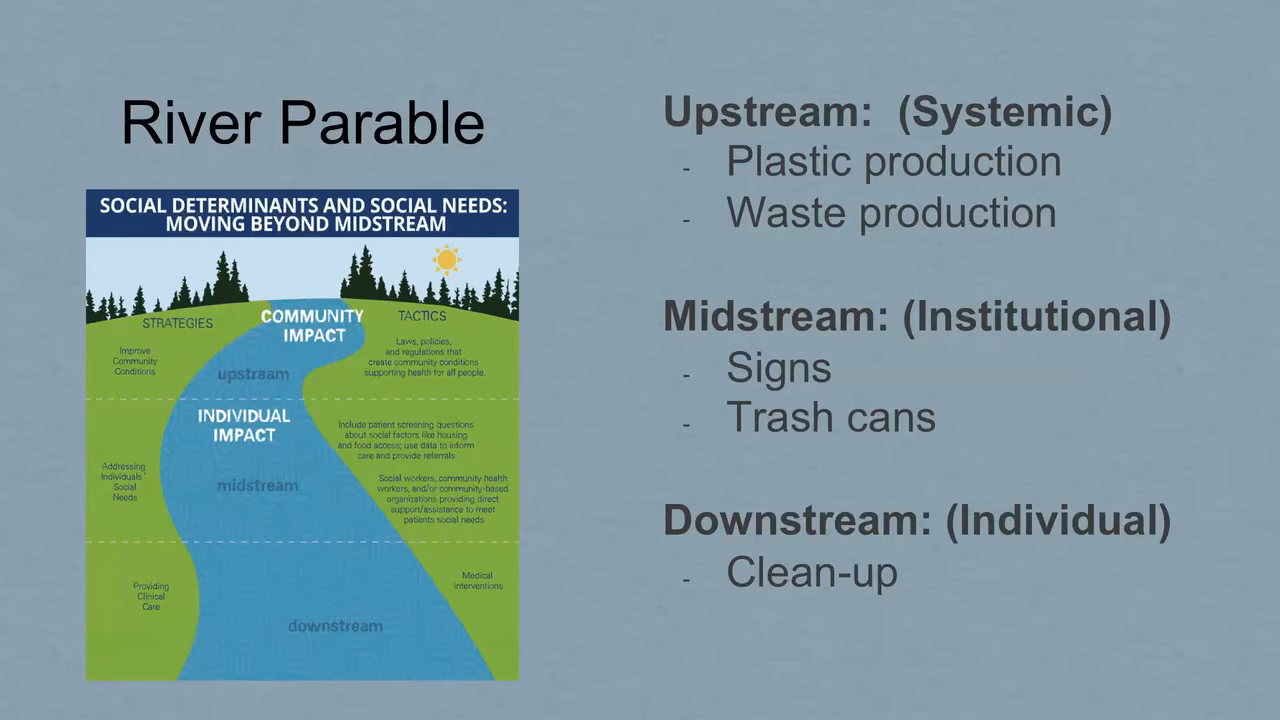 River Parable
SOCIAL DETERMINANTS AND SOCIAL NEEDS:
MOVING BEYOND MIDSTREAM
STRATEGIES
COMMUNITY
IMPACT
TACTICS
Improve
Community
Conditions
upstream
Laws, policies,
and regulations that
create community conditions
supporting health for all people.
INDIVIDUAL
IMPACT
Addressing
Individuals'
Social
Needs
midstream
Include patient screening questions
about social factors like housing
and food access; use data to inform
care and provide referrals.
Social workers, community health
workers, and/or community-based
organizations providing direct
support/assistance to meet
patients social needs
Providing
Clinical
Care
downstream
Medical
interventions
Upstream: (Systemic)
- Plastic production
- Waste production
Midstream: (Institutional)
- Signs
- Trash cans
Downstream: (Individual)
- Clean-up